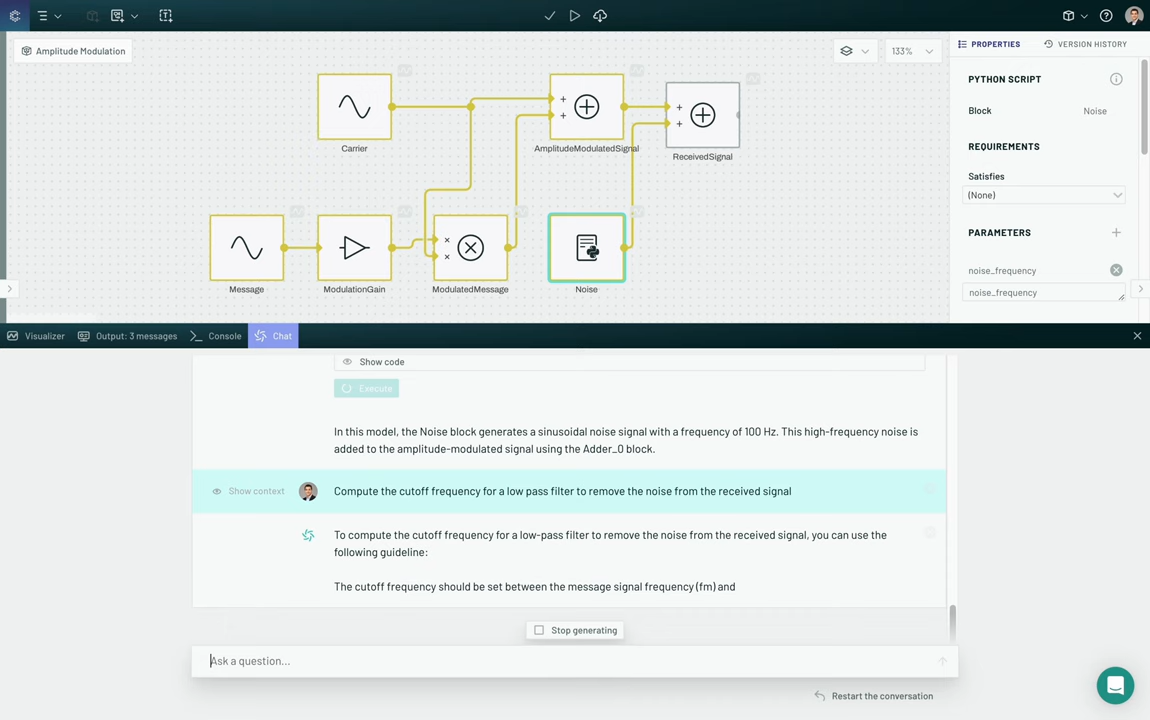 Amplitude Modulation
133%
PROPERTIES
VERSION HISTORY
PYTHON SCRIPT
Block
Noise
REQUIREMENTS
Satisfies
(None)
PARAMETERS
noise_frequency
noise_frequency
+
+
+
+
Carrier
AmplitudeModulatedSignal
ReceivedSignal
×
×
Message
ModulationGain
ModulatedMessage
Noise
Visualizer
Output: 3 messages
Console
Chat
Show code
Execute
In this model, the Noise block generates a sinusoidal noise signal with a frequency of 100 Hz. This high-frequency noise is
added to the amplitude-modulated signal using the Adder_0 block.
Show context
Compute the cutoff frequency for a low pass filter to remove the noise from the received signal
To compute the cutoff frequency for a low-pass filter to remove the noise from the received signal, you can use the
following guideline:
The cutoff frequency should be set between the message signal frequency (fm) and
Stop generating
Ask a question...
Restart the conversation